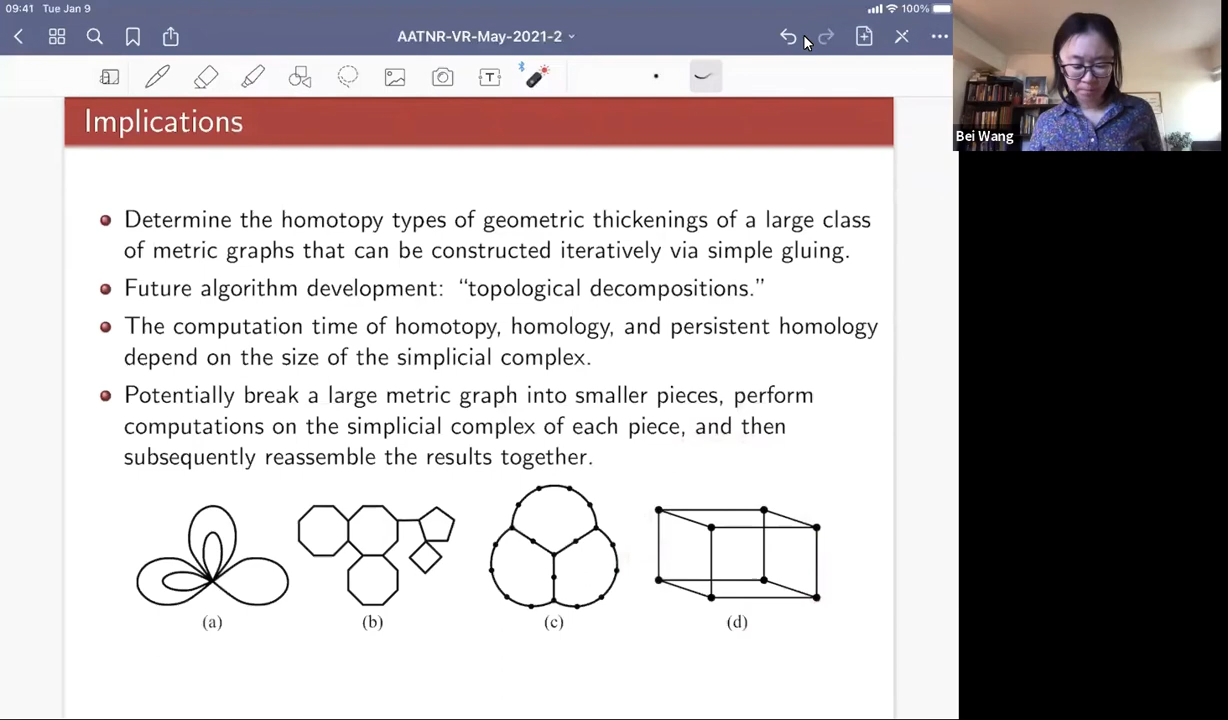 09:41 Tue Jan 9
100%
AATNR-VR-May-2021-2
T
Implications
Bei Wang
Determine the homotopy types of geometric thickenings of a large class
of metric graphs that can be constructed iteratively via simple gluing.
Future algorithm development: “topological decompositions.”
The computation time of homotopy, homology, and persistent homology
depend on the size of the simplicial complex.
Potentially break a large metric graph into smaller pieces, perform
computations on the simplicial complex of each piece, and then
subsequently reassemble the results together.
(a) (b) (c) (d)